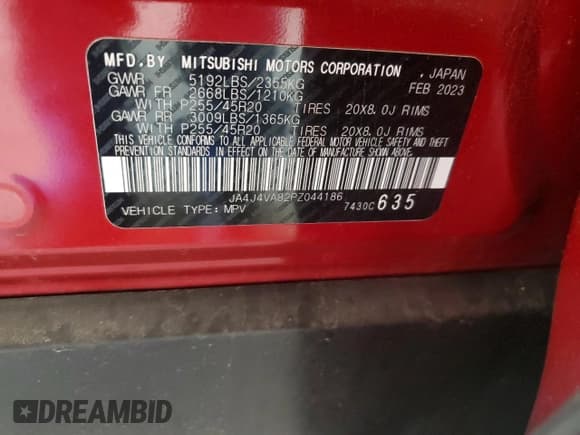 MFD.BY MITSUBISHI MOTORS CORPORATION , JAPAN
GVWR 5192LBS/2355KG FEB 2023
GAWR FR 2668LBS/1210KG
WITH P255/45R20 TIRES 20X8.0J RIMS
GAWR RR 3009LBS/1365KG
WITH P255/45R20 TIRES 20X8.0J RIMS
THIS VEHICLE CONFORMS TO ALL APPLICABLE FEDERAL MOTOR VEHICLE SAFETY AND THEFT
PREVENTION STANDARDS IN EFFECT ON THE DATE OF MANUFACTURE SHOWN ABOVE.
JA4J4VA82PZ044186
VEHICLE TYPE: MPV 7430C 635
DREAMBID